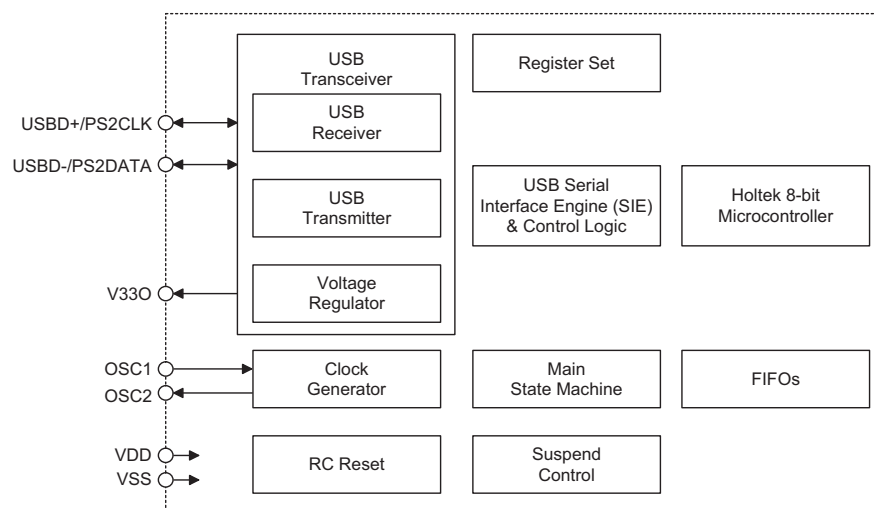 USB
Transceiver
Register Set
USBD+/PS2CLK
USB
Receiver
USBD-/PS2DATA
USB
Transmitter
USB Serial
Interface Engine (SIE)
& Control Logic
Holtek 8-bit
Microcontroller
V33O
Voltage
Regulator
OSC1
OSC2
Clock
Generator
Main
State Machine
FIFOs
VDD
VSS
RC Reset
Suspend
Control